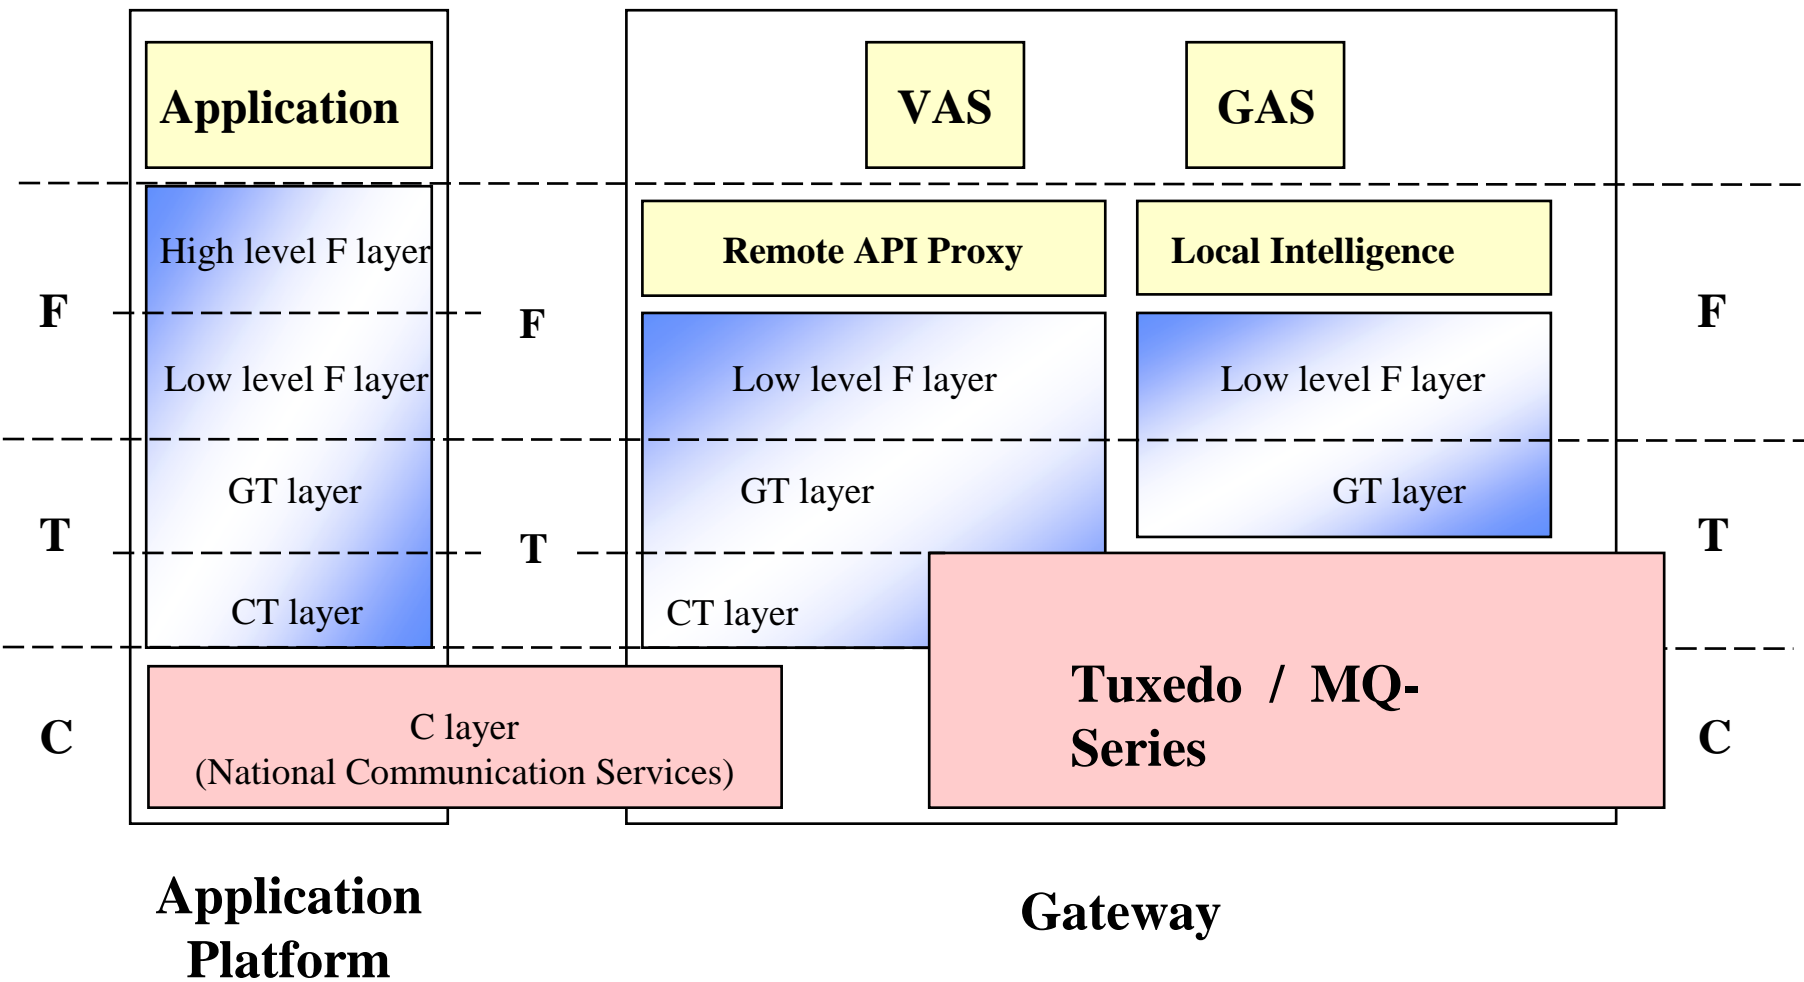 Application
VAS
GAS
High level F layer
Remote API Proxy
Local Intelligence
F
F
F
Low level F layer
Low level F layer
Low level F layer
GT layer
GT layer
GT layer
T
T
T
CT layer
CT layer
C
C layer
(National Communication Services)
Tuxedo / MQ-
Series
C
Application
Platform
Gateway